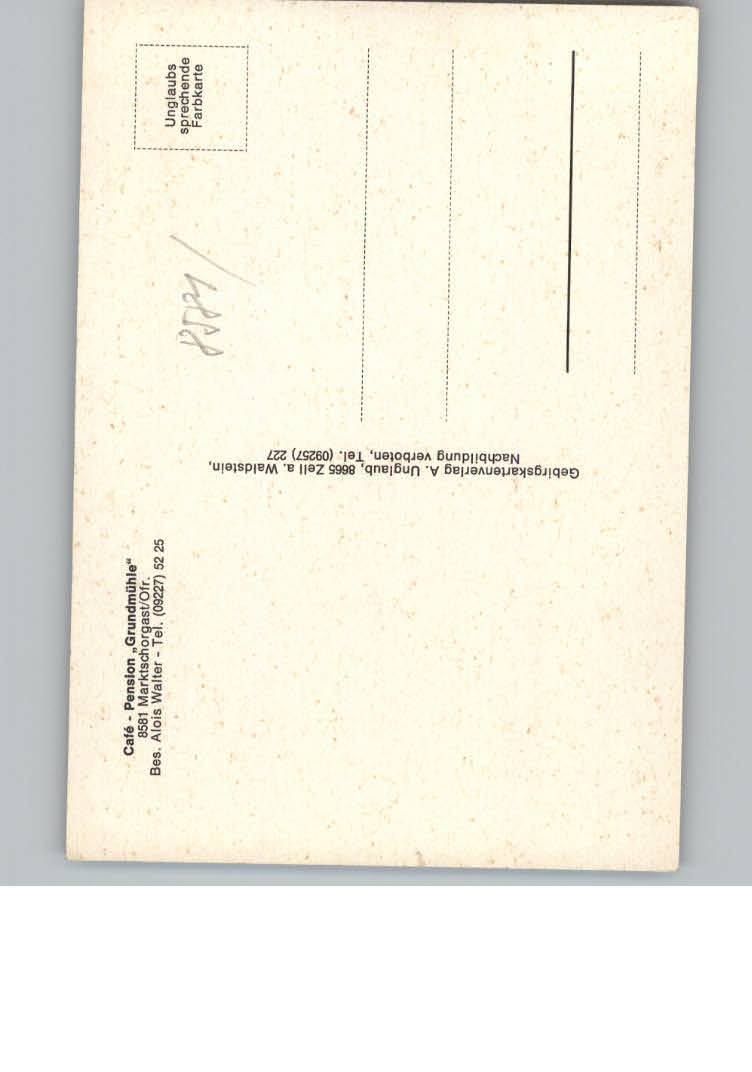 Café - Pension „Grundmühle“
8581 Marktschorgast/Ofr.
Bes. Alois Walter - Tel. (09227) 52 25
Gebirgskartenverlag A. Unglaub, 8665 Zell a. Waldstein,
Nachbildung verboten, Tel. (09257) 227
Unglaubs
sprechende
Farbkarte